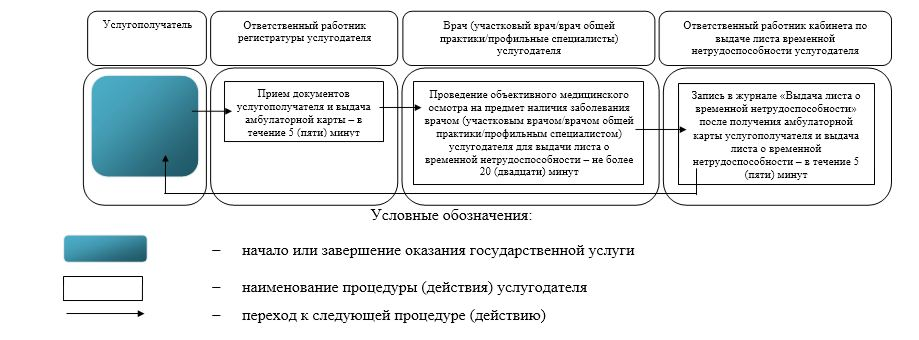 Услугополучатель
Ответственный работник
регистратуры услугодателя
Врач (участковый врач/врач общей
практики/профильные специалисты)
услугодателя
Ответственный работник кабинета по
выдаче листа временной
нетрудоспособности услугодателя
Прием документов
услугополучателя и выдача
амбулаторной карты – в
течение 5 (пяти) минут
Проведение объективного медицинского
осмотра на предмет наличия заболевания
врачом (участковым врачом/врачом общей
практики/профильным специалистом)
услугодателя для выдачи листа о
временной нетрудоспособности – не более
20 (двадцати) минут
Запись в журнале «Выдача листа о
временной нетрудоспособности»
после получения амбулаторной
карты услугополучателя и выдача
листа о временной
нетрудоспособности – в течение 5
(пяти) минут
Условные обозначения:
– начало или завершение оказания государственной услуги
– наименование процедуры (действия) услугодателя
– переход к следующей процедуре (действию)